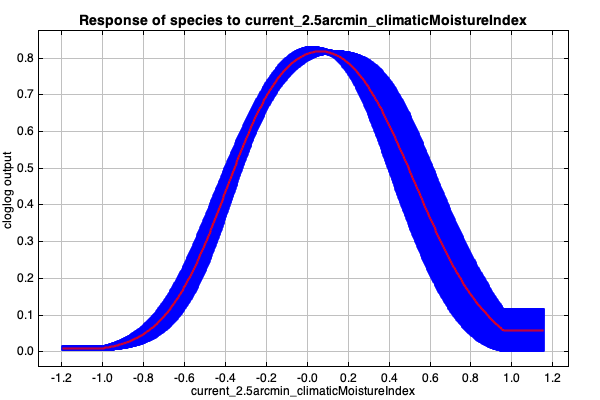 Response of species to current_2.5arcmin_climaticMoistureIndex
cloglog output
0.8
0.7
0.6
0.5
0.4
0.3
0.2
0.1
0.0
-1.2 -1.0 -0.8 -0.6 -0.4 -0.2 -0.0 0.2 0.4 0.6 0.8 1.0 1.2
current_2.5arcmin_climaticMoistureIndex